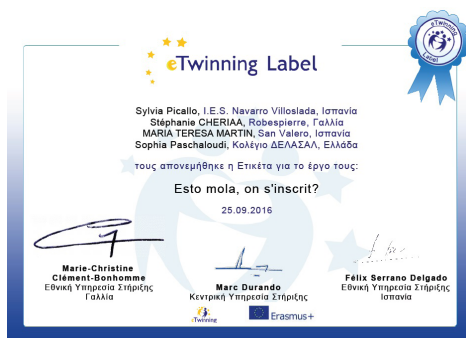 eTwinning Label
eTwinning
Label
Sylvia Picallo, I.E.S. Navarro Villoslada, Ισπανία
Stéphanie CHERIAA, Robespierre, Γαλλία
MARIA TERESA MARTIN, San Valero, Ισπανία
Sophia Paschaloudi, Κολέγιο ΔΕΛΑΣΑΛ, Ελλάδα
τους απονεμήθηκε η Ετικέτα για το έργο τους:
Esto mola, on s'inscrit?
25.09.2016
Marie-Christine
Clément-Bonhomme
Εθνική Υπηρεσία Στήριξης
Γαλλία
Marc Durando
Κεντρική Υπηρεσία Στήριξης
Félix Serrano Delgado
Εθνική Υπηρεσία Στήριξης
Ισπανία
eTwinning
Erasmus+